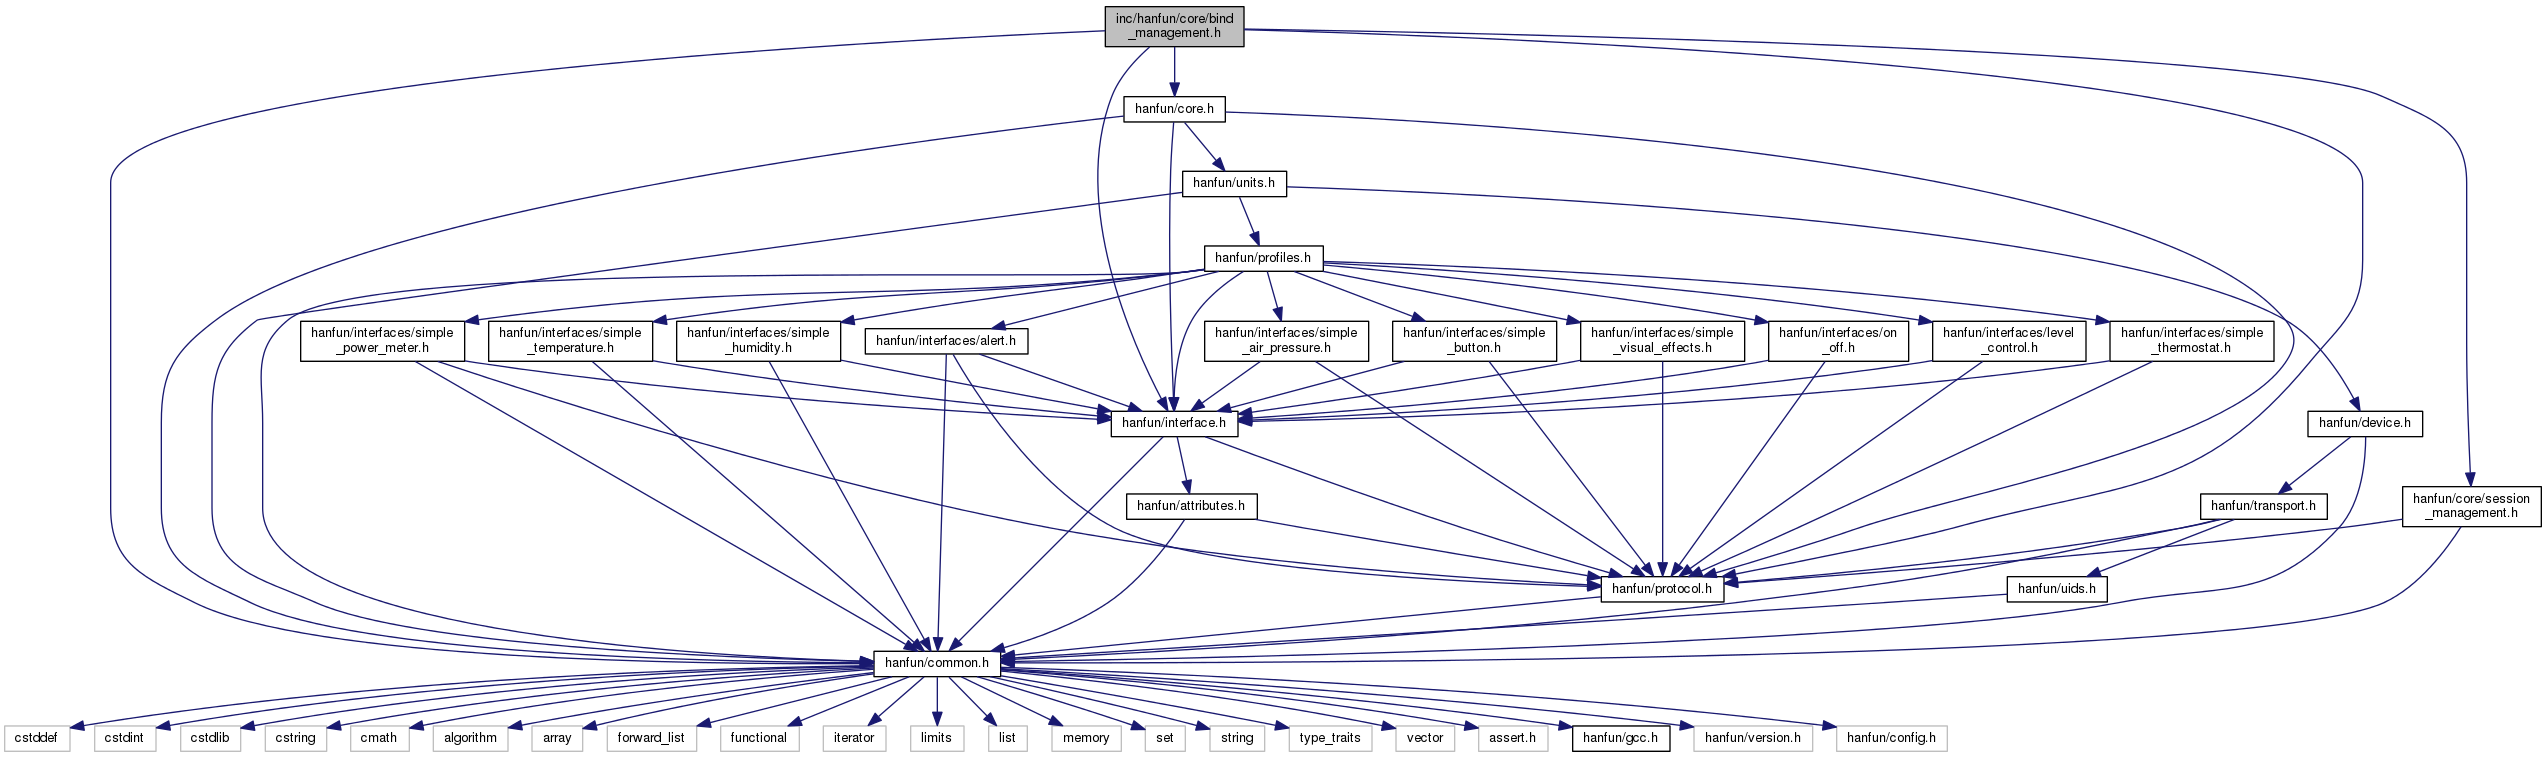 inc/hanfun/core/bind
_management.h
hanfun/core.h
hanfun/units.h
hanfun/profiles.h
hanfun/interfaces/simple
_power_meter.h
hanfun/interfaces/simple
_temperature.h
hanfun/interfaces/simple
_humidity.h
hanfun/interfaces/alert.h
hanfun/interfaces/simple
_air_pressure.h
hanfun/interfaces/simple
_button.h
hanfun/interfaces/simple
_visual_effects.h
hanfun/interfaces/on
_off.h
hanfun/interfaces/level
_control.h
hanfun/interfaces/simple
_thermostat.h
hanfun/interface.h
hanfun/device.h
hanfun/attributes.h
hanfun/transport.h
hanfun/core/session
_management.h
hanfun/protocol.h
hanfun/uids.h
hanfun/common.h
cstddef
cstdint
cstdlib
cstring
cmath
algorithm
array
forward_list
functional
iterator
limits
list
memory
set
string
type_traits
vector
assert.h
hanfun/gcc.h
hanfun/version.h
hanfun/config.h